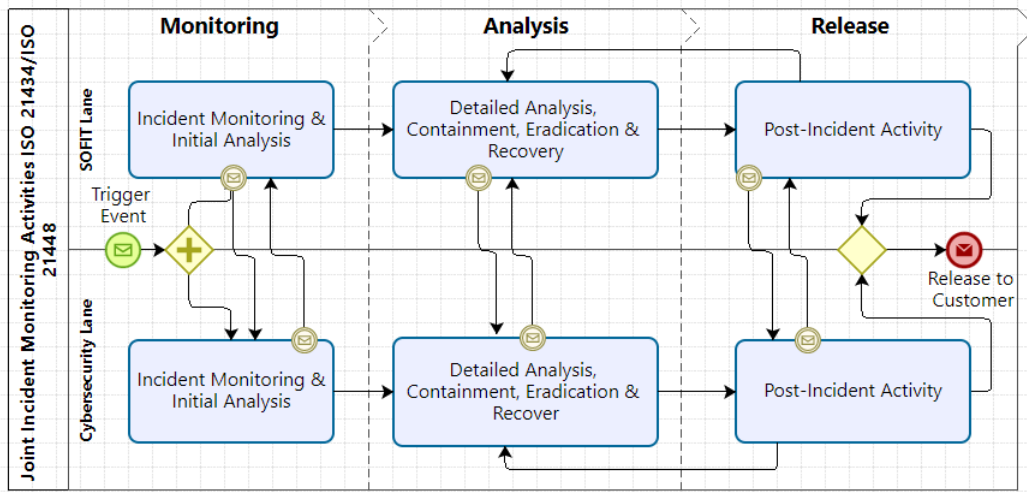 Joint Incident Monitoring Activities ISO 21434/ISO
21448
Monitoring
Analysis
Release
SOFIT Lane
Incident Monitoring &
Initial Analysis
Detailed Analysis,
Containment, Eradication &
Recovery
Post-Incident Activity
Trigger
Event
Release to
Customer
Cybersecurity Lane
Incident Monitoring &
Initial Analysis
Detailed Analysis,
Containment, Eradication &
Recover
Post-Incident Activity